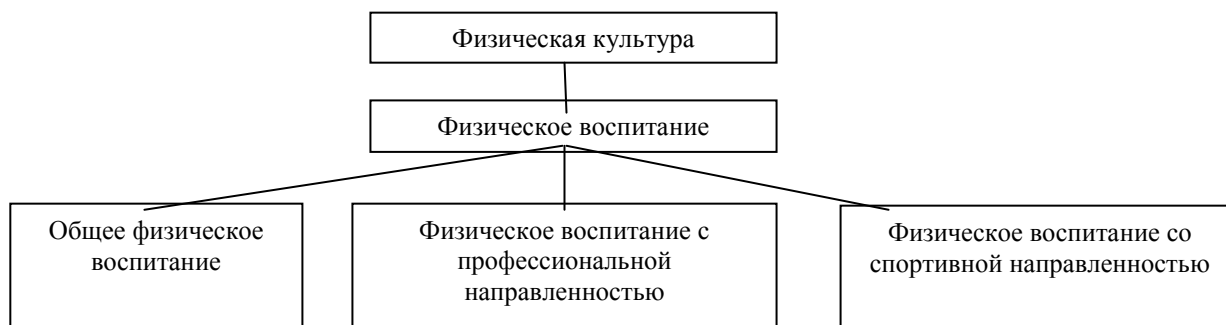 Физическая культура
Физическое воспитание
Общее физическое
воспитание
Физическое воспитание с
профессиональной
направленностью
Физическое воспитание со
спортивной направленностью